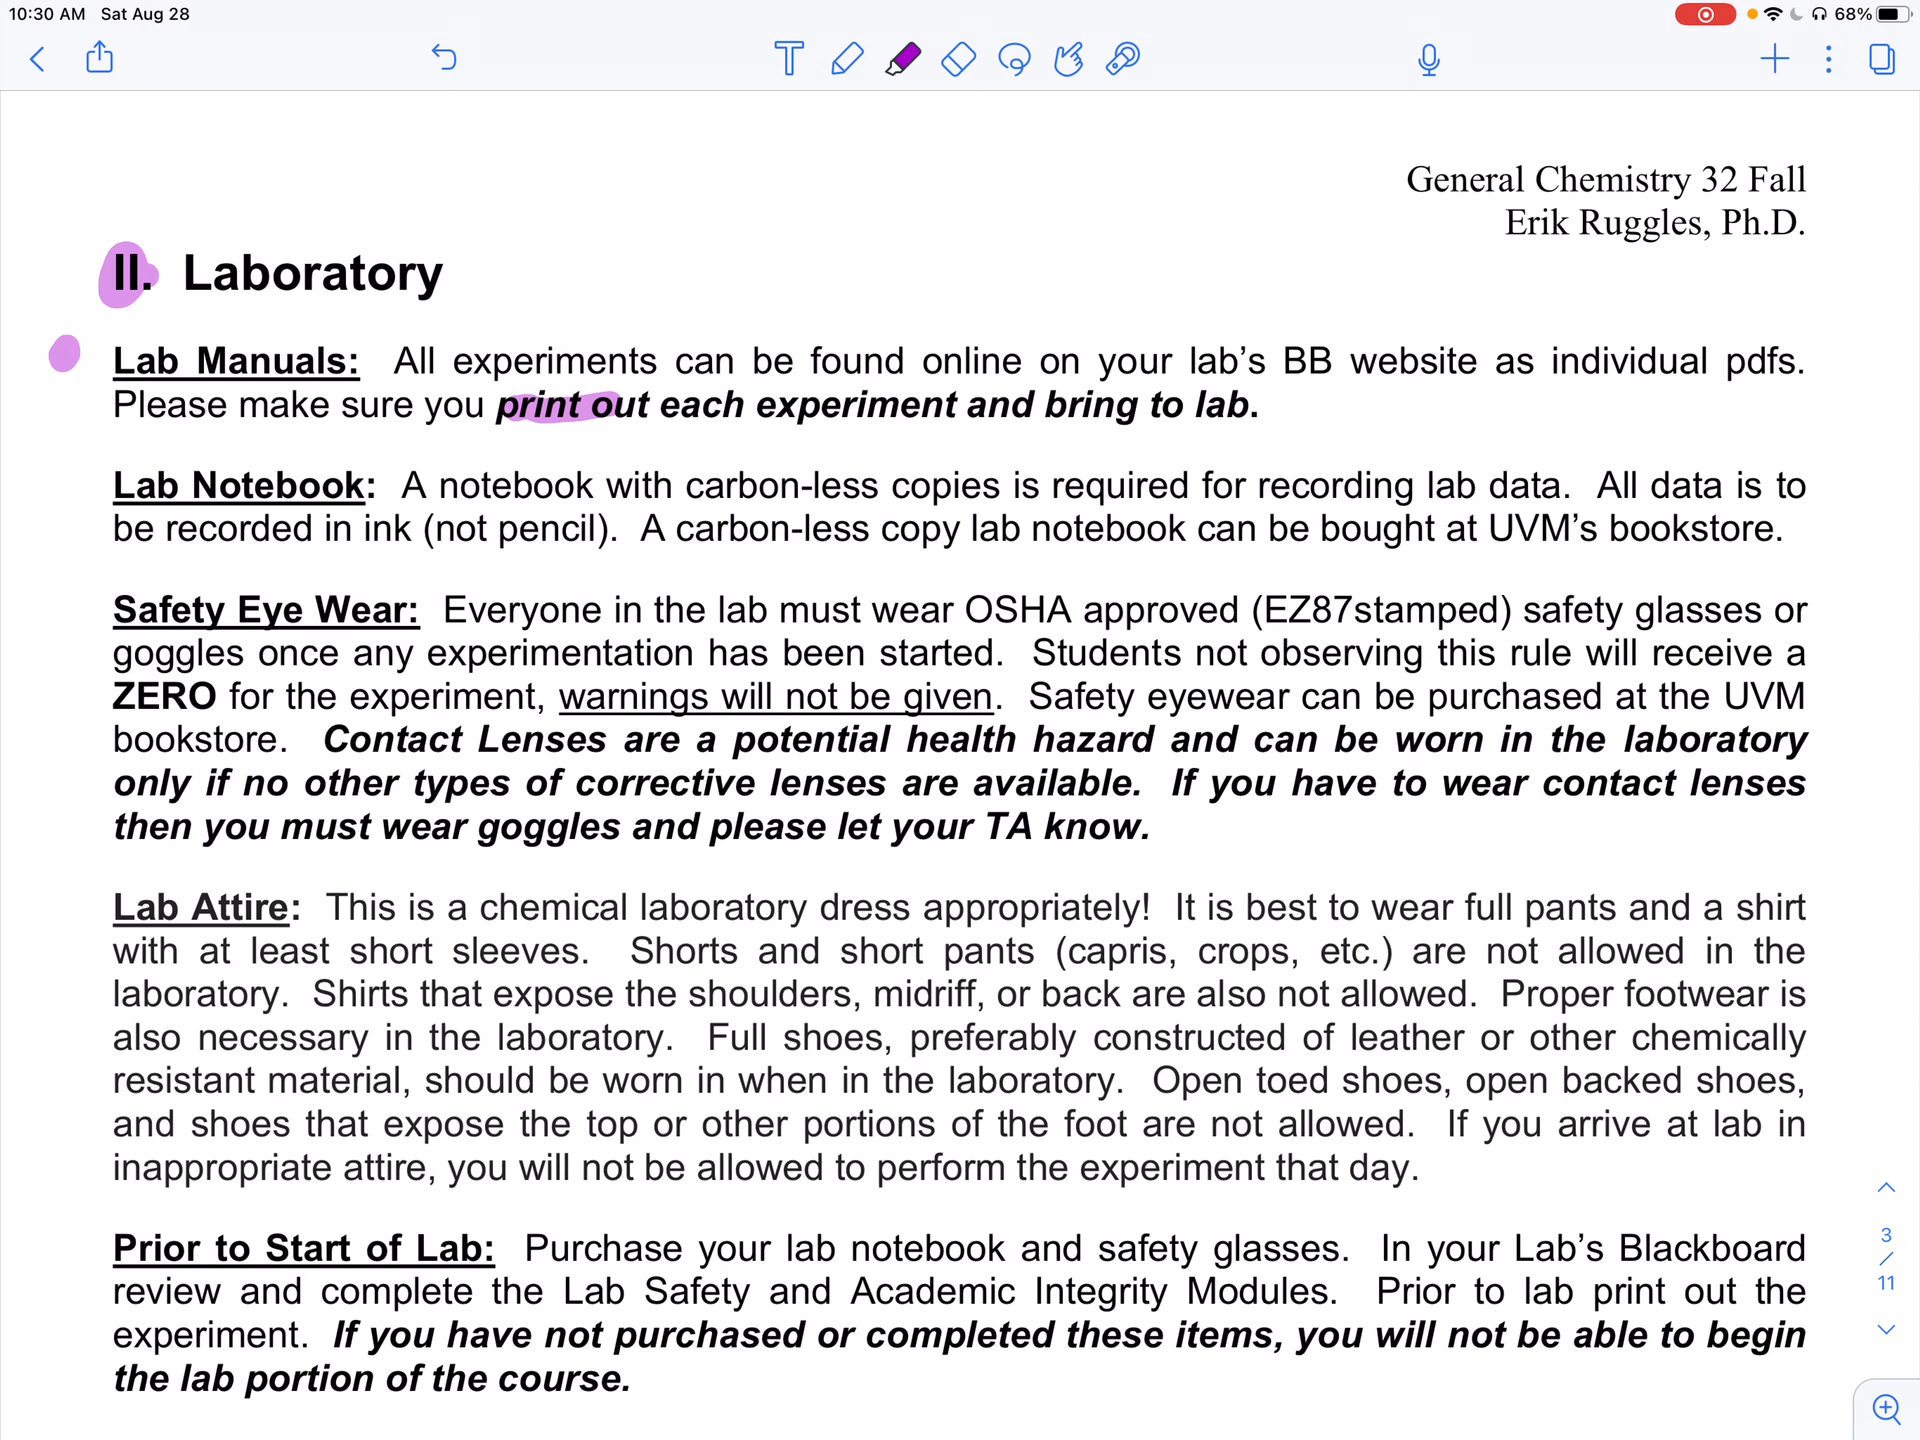 10:30 AM Sat Aug 28
68%
General Chemistry 32 Fall
Erik Ruggles, Ph.D.
II. Laboratory
Lab Manuals: All experiments can be found online on your lab’s BB website as individual pdfs.
Please make sure you print out each experiment and bring to lab.
Lab Notebook: A notebook with carbon-less copies is required for recording lab data. All data is to
be recorded in ink (not pencil). A carbon-less copy lab notebook can be bought at UVM’s bookstore.
Safety Eye Wear: Everyone in the lab must wear OSHA approved (EZ87stamped) safety glasses or
goggles once any experimentation has been started. Students not observing this rule will receive a
ZERO for the experiment, warnings will not be given. Safety eyewear can be purchased at the UVM
bookstore. Contact Lenses are a potential health hazard and can be worn in the laboratory
only if no other types of corrective lenses are available. If you have to wear contact lenses
then you must wear goggles and please let your TA know.
Lab Attire: This is a chemical laboratory dress appropriately! It is best to wear full pants and a shirt
with at least short sleeves. Shorts and short pants (capris, crops, etc.) are not allowed in the
laboratory. Shirts that expose the shoulders, midriff, or back are also not allowed. Proper footwear is
also necessary in the laboratory. Full shoes, preferably constructed of leather or other chemically
resistant material, should be worn in when in the laboratory. Open toed shoes, open backed shoes,
and shoes that expose the top or other portions of the foot are not allowed. If you arrive at lab in
inappropriate attire, you will not be allowed to perform the experiment that day.
Prior to Start of Lab: Purchase your lab notebook and safety glasses. In your Lab’s Blackboard
review and complete the Lab Safety and Academic Integrity Modules. Prior to lab print out the
experiment. If you have not purchased or completed these items, you will not be able to begin
the lab portion of the course.
3
/
11